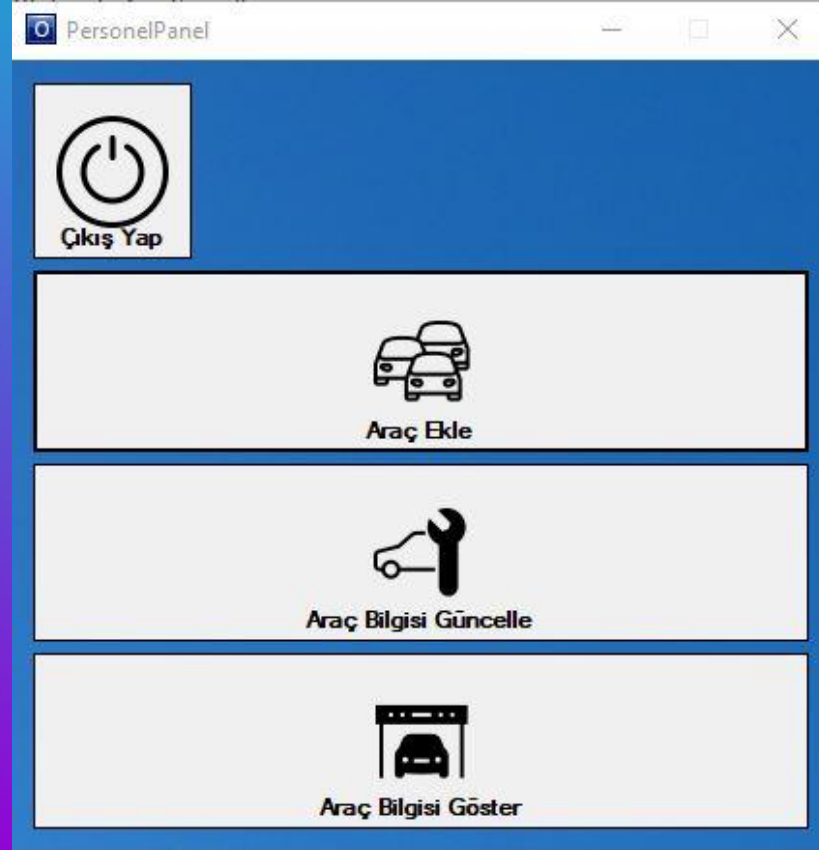 PersonelPanel
Çıkış Yap
Araç Ekle
Araç Bilgisi Güncelle
Araç Bilgisi Göster